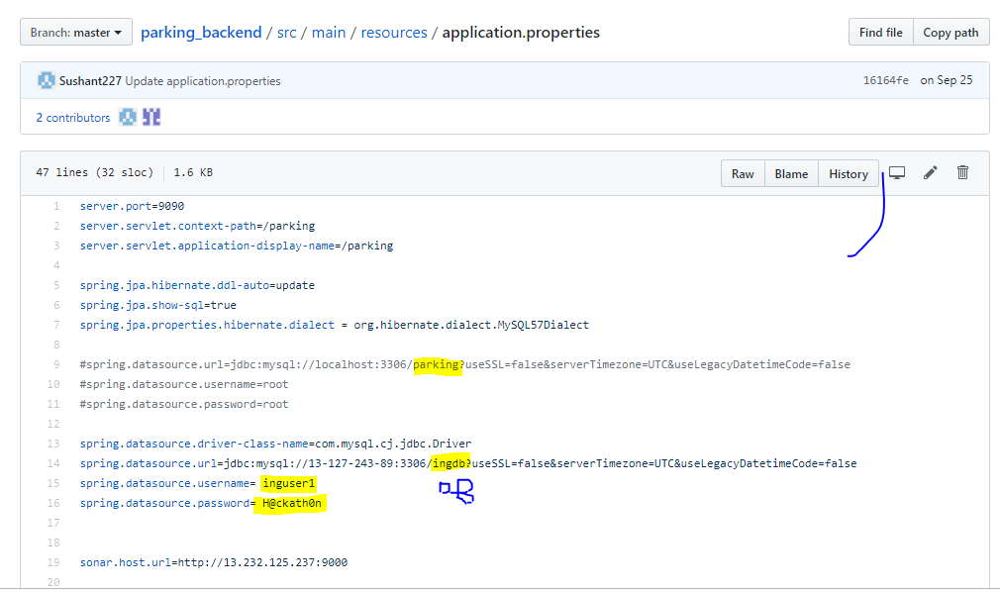 Branch: master
parking_backend / src / main / resources / application.properties
Find file
Copy path
Sushant227 Update application.properties
16164fe on Sep 25
2 contributors
47 lines (32 sloc) 1.6 KB
Raw
Blame
History
1 server.port=9090
2 server.servlet.context-path=/parking
3 server.servlet.application-display-name=/parking
4
5 spring.jpa.hibernate.ddl-auto=update
6 spring.jpa.show-sql=true
7 spring.jpa.properties.hibernate.dialect = org.hibernate.dialect.MySQL57Dialect
8
9 #spring.datasource.url=jdbc:mysql://localhost:3306/parking?useSSL=false&serverTimezone=UTC&useLegacyDatetimeCode=false
10 #spring.datasource.username=root
11 #spring.datasource.password=root
12
13 spring.datasource.driver-class-name=com.mysql.cj.jdbc.Driver
14 spring.datasource.url=jdbc:mysql://13-127-243-89:3306/ingdb?useSSL=false&serverTimezone=UTC&useLegacyDatetimeCode=false
15 spring.datasource.username= inguser1
16 spring.datasource.password= H@ckath0n
17
18
19 sonar.host.url=http://13.232.125.237:9000
20